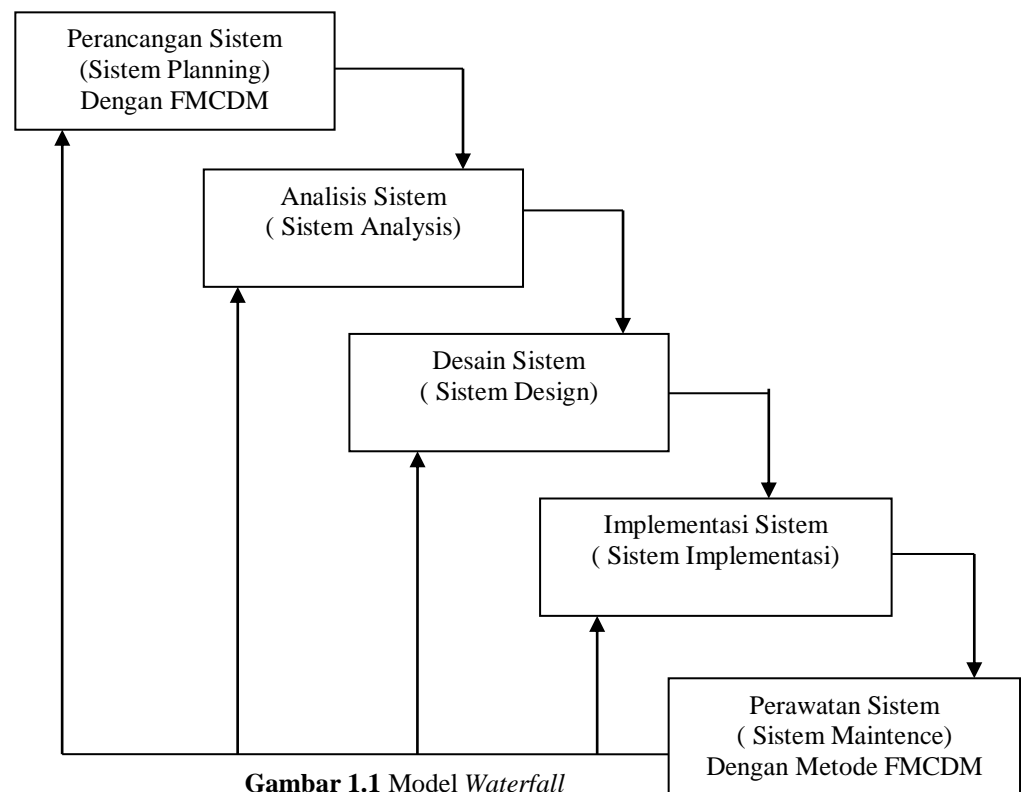 Perancangan Sistem
(Sistem Planning)
Dengan FMCDM
Analisis Sistem
( Sistem Analysis)
Desain Sistem
( Sistem Design)
Implementasi Sistem
( Sistem Implementasi)
Perawatan Sistem
( Sistem Maintence)
Dengan Metode FMCDM
Gambar 1.1 Model Waterfall